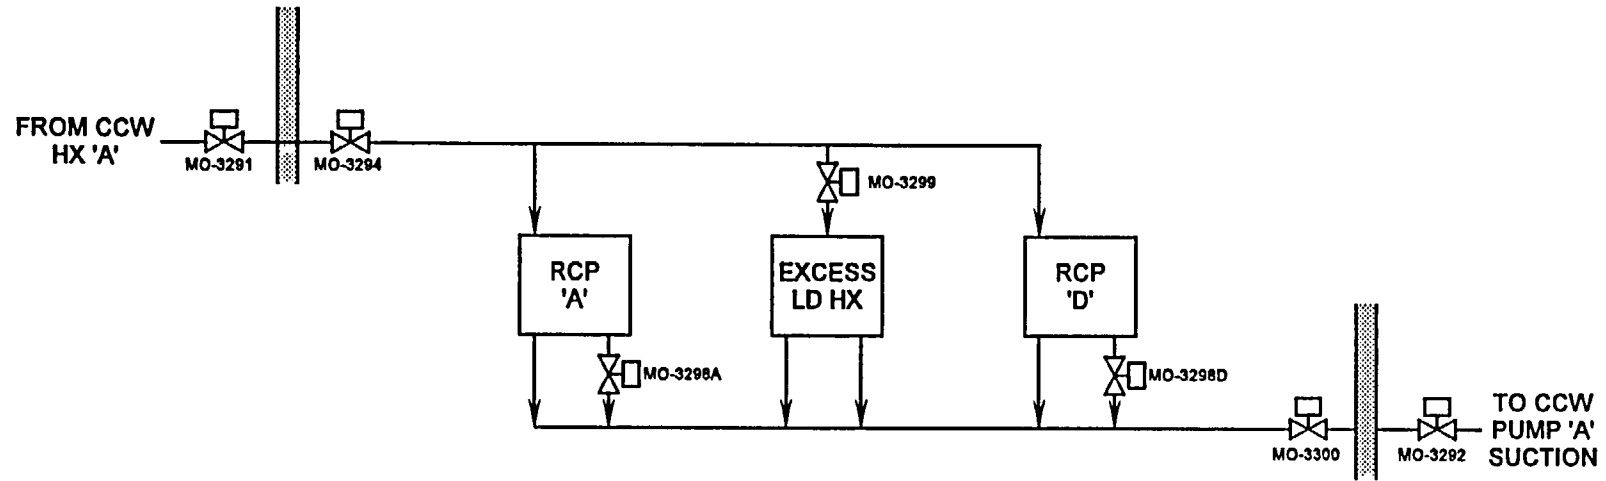 FROM CCW
HX 'A'
MO-3291
MO-3294
MO-3299
RCP
'A'
EXCESS
LD HX
RCP
'D'
MO-3298A
MO-3298D
MO-3300
MO-3292
TO CCW
PUMP 'A'
SUCTION